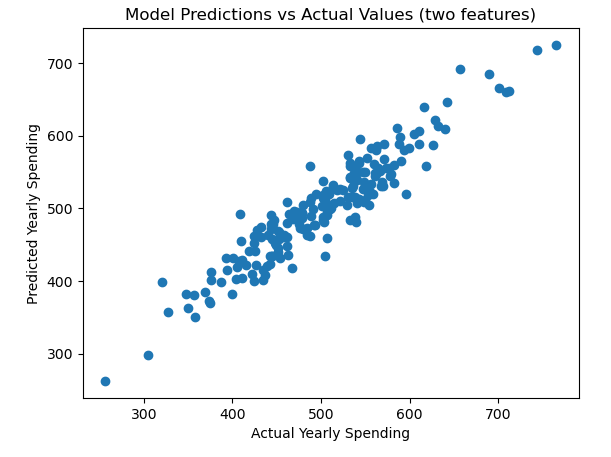 Model Predictions vs Actual Values (two features)
Predicted Yearly Spending
700
600
500
400
300
300 400 500 600 700
Actual Yearly Spending